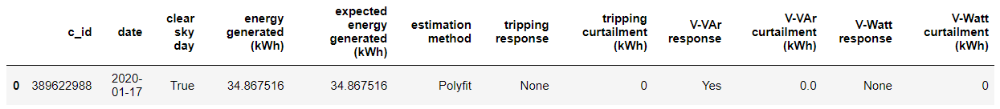 c_id date clear sky day energy generated (kWh) expected energy generated (kWh) estimation method tripping response tripping curtailment (kWh) V-VAr response V-VAr curtailment (kWh) V-Watt response V-Watt curtailment (kWh)
0 389622988 2020-01-17 True 34.867516 34.867516 Polyfit None 0 Yes 0.0 None 0